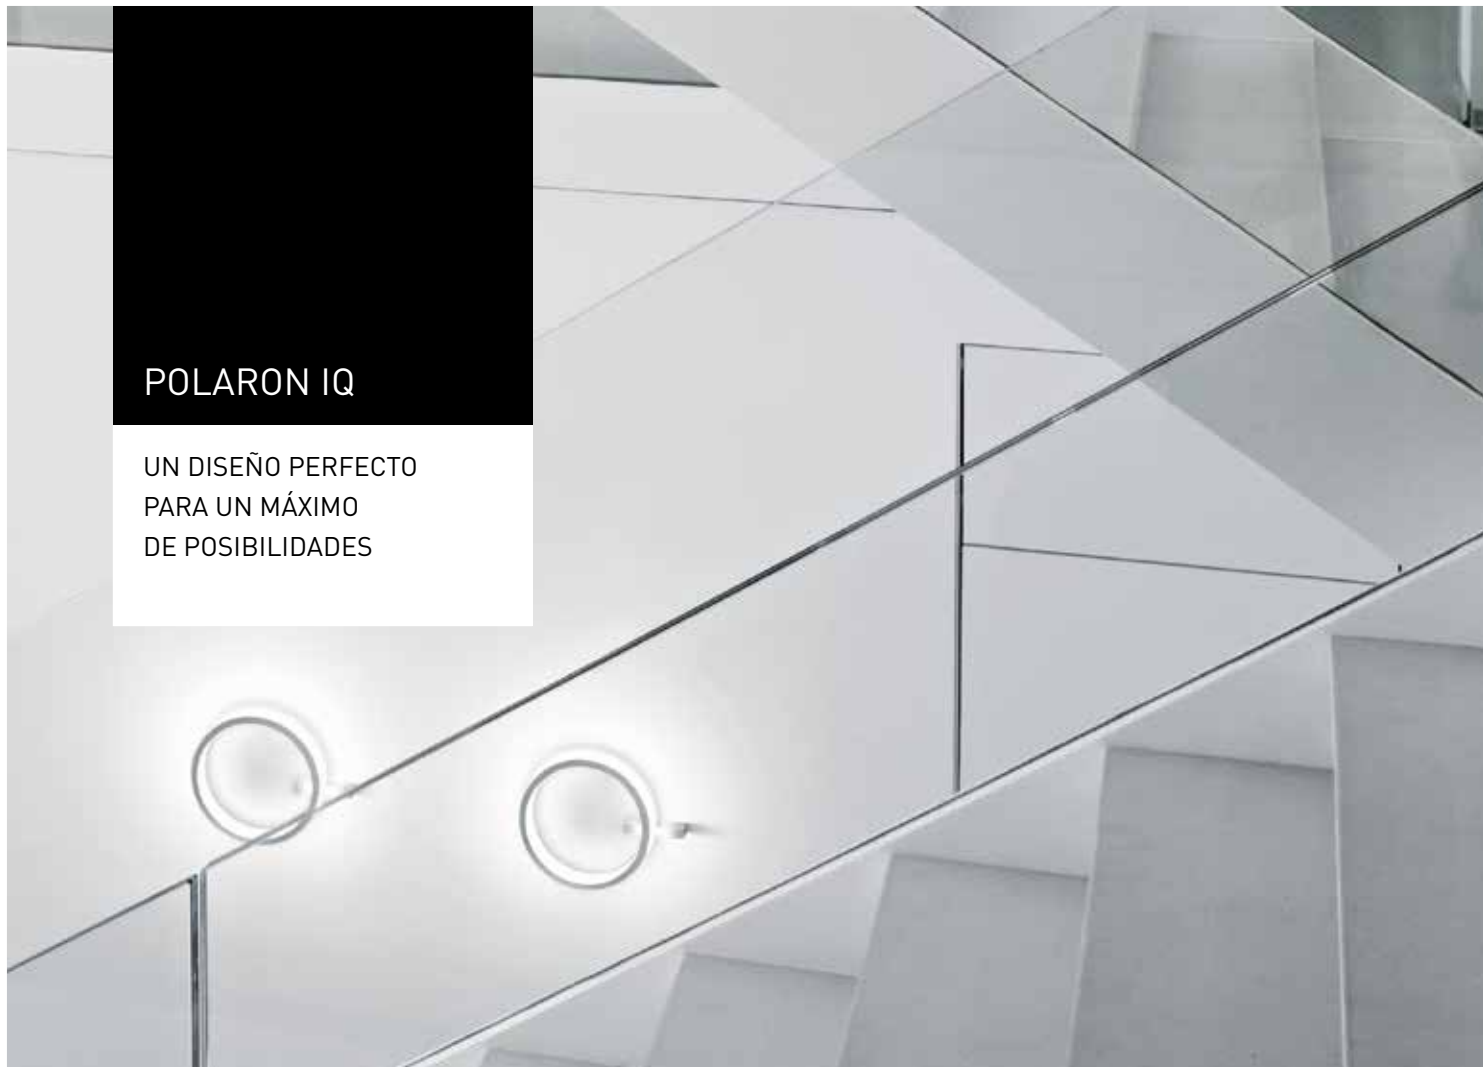 POLARON IQ
UN DISEÑO PERFECTO
PARA UN MÁXIMO
DE POSIBILIDADES